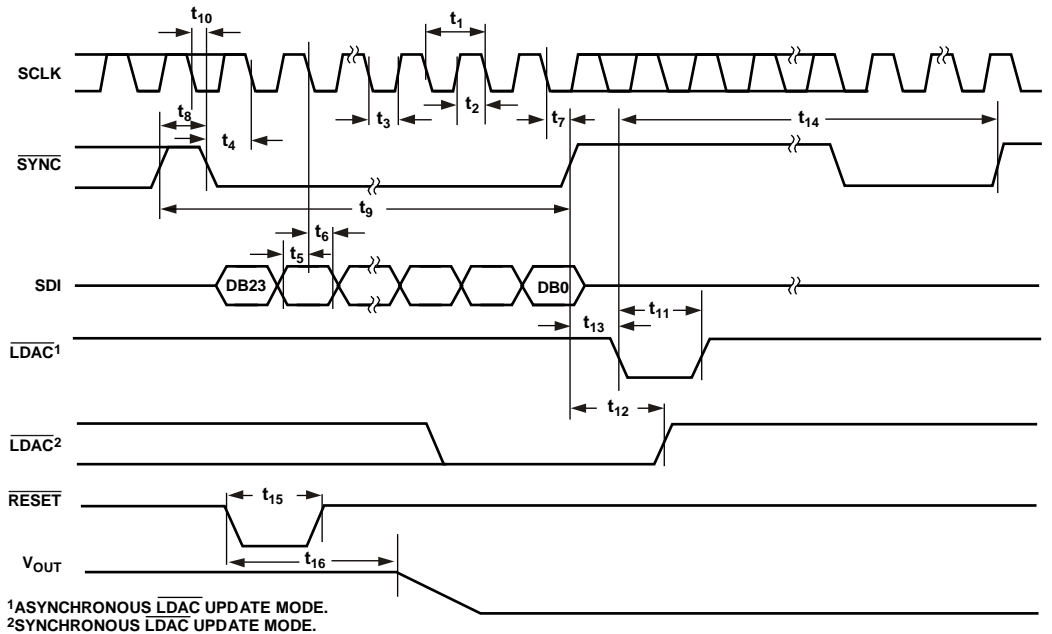 t10
t1
SCLK
t8
t4
t3
t2
t7
t14
SYNC
t9
t6
t5
SDI
DB23
DB0
t13
t11
LDAC1
t12
LDAC2
RESET
t15
t16
VOUT
1ASYNCHRONOUS LDAC UPDATE MODE.
2SYNCHRONOUS LDAC UPDATE MODE.